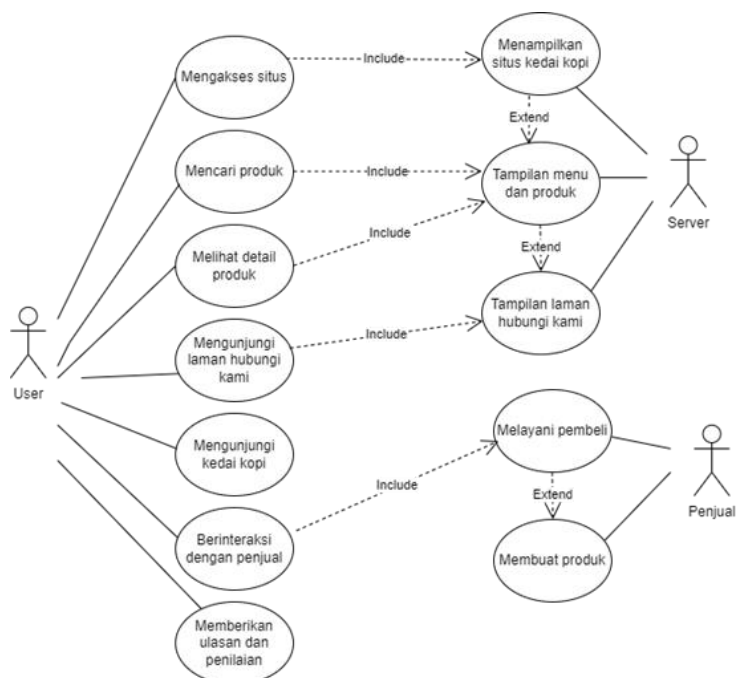 Mengakses situs
Include
Menampilkan
situs kedai kopi
Extend
Mencari produk
Include
Tampilan menu
dan produk
Server
Melihat detail
produk
Include
Extend
Tampilan laman
hubungi kami
User
Mengunjungi
laman hubungi
kami
Include
Mengunjungi
kedai kopi
Melayani pembeli
Include
Extend
Penjual
Berinteraksi
dengan penjual
Membuat produk
Memberikan
ulasan dan
penilaian